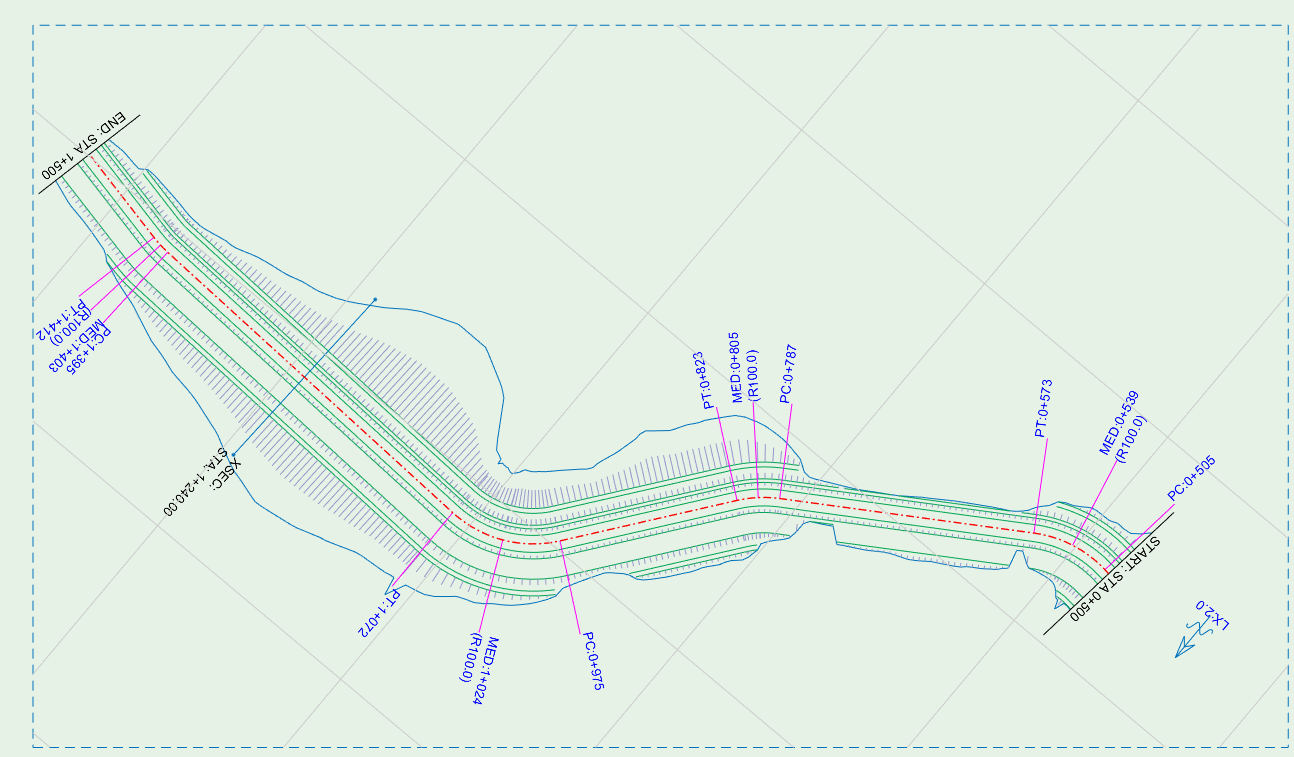 END: STA 1+500
PT:1+412
(R100.0)
MED:1+403
PC:1+395
XSEC:
STA: 1+240.00
PT:1+072
MED:1+024
(R100.0)
PC:0+975
PT:0+823
MED:0+805
(R100.0)
PC:0+787
PT:0+573
MED:0+539
(R100.0)
PC:0+505
START: STA 0+500
LX:2.0